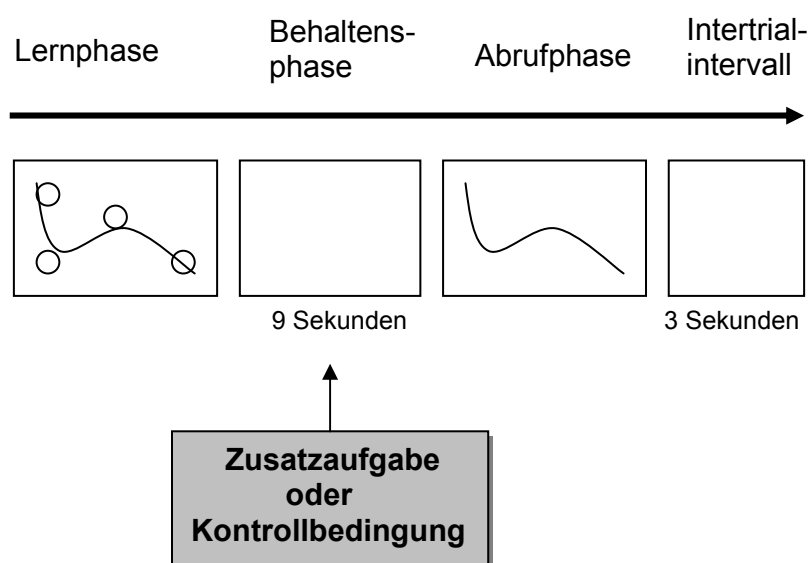 Lernphase
Behaltens-
phase
Abrufphase
Intertrial-
intervall
9 Sekunden
3 Sekunden
Zusatzaufgabe
oder
Kontrollbedingung